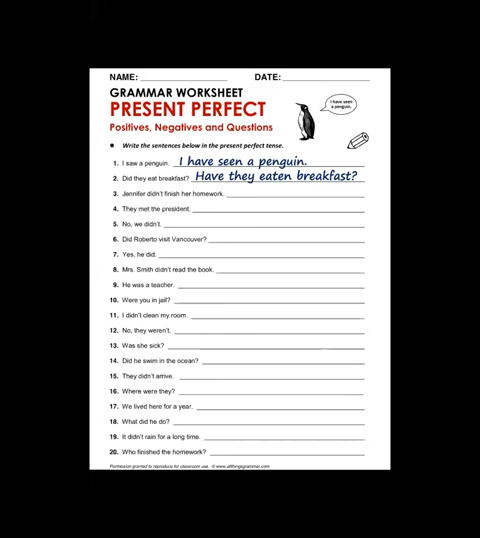 NAME: ____________________ DATE: ____________________
GRAMMAR WORKSHEET
PRESENT PERFECT
Positives, Negatives and Questions
I have seen
a penguin.
● Write the sentences below in the present perfect tense.
1. I saw a penguin. I have seen a penguin.
2. Did they eat breakfast? Have they eaten breakfast?
3. Jennifer didn't finish her homework.
4. They met the president.
5. No, we didn't.
6. Did Roberto visit Vancouver?
7. Yes, he did.
8. Mrs. Smith didn't read the book.
9. He was a teacher.
10. Were you in jail?
11. I didn't clean my room.
12. No, they weren't.
13. Was she sick?
14. Did he swim in the ocean?
15. They didn't arrive.
16. Where were they?
17. We lived here for a year.
18. What did he do?
19. It didn't rain for a long time.
20. Who finished the homework?
Permission granted to reproduce for classroom use. © www.allthingsgrammar.com